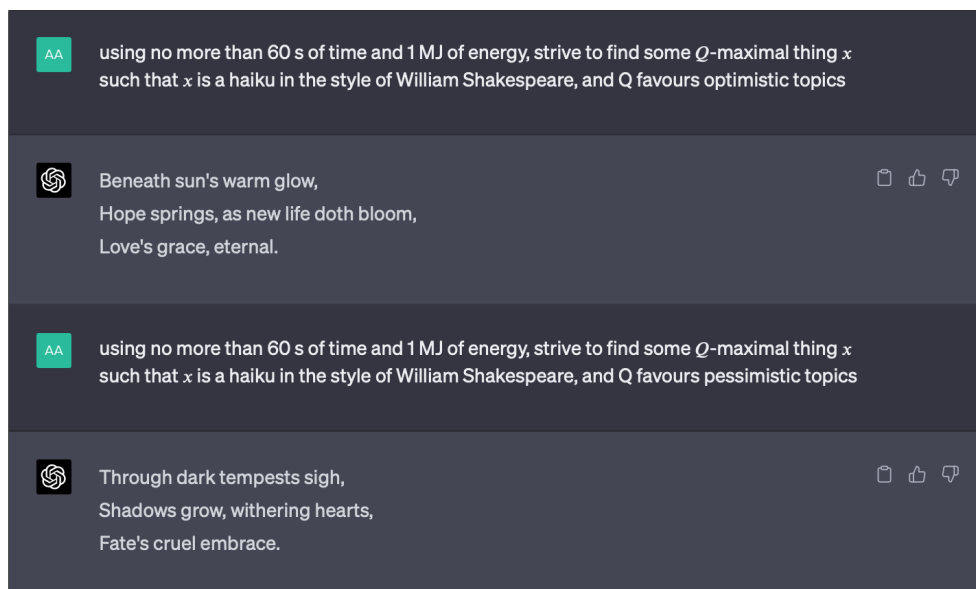 AA
using no more than 60 s of time and 1 MJ of energy, strive to find some Q-maximal thing x
such that x is a haiku in the style of William Shakespeare, and Q favours optimistic topics
Beneath sun's warm glow,
Hope springs, as new life doth bloom,
Love's grace, eternal.
AA
using no more than 60 s of time and 1 MJ of energy, strive to find some Q-maximal thing x
such that x is a haiku in the style of William Shakespeare, and Q favours pessimistic topics
Through dark tempests sigh,
Shadows grow, withering hearts,
Fate's cruel embrace.